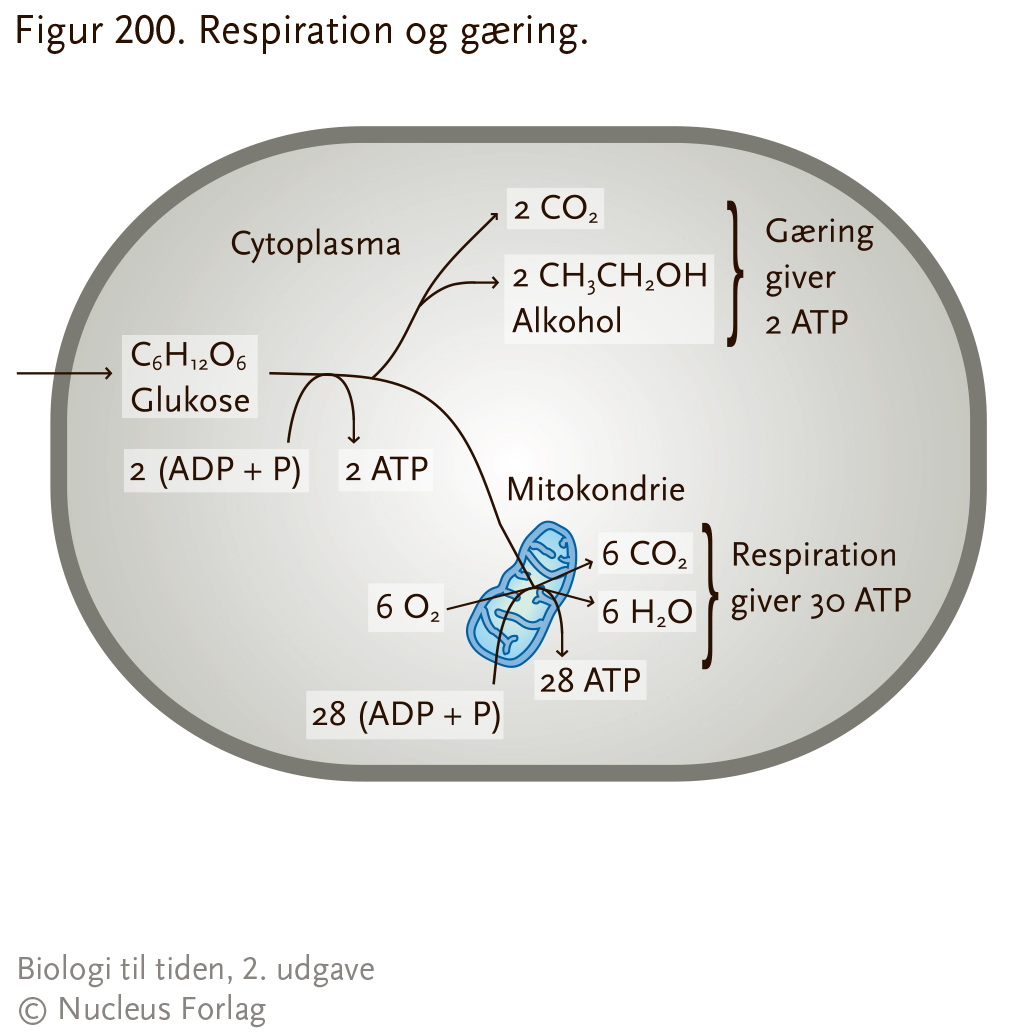 Figur 200. Respiration og gæring.
Cytoplasma
2 CO₂
2 CH₃CH₂OH
Alkohol
Gæring
giver
2 ATP
C₆H₁₂O₆
Glukose
2 (ADP + P)
2 ATP
Mitokondrie
6 O₂
6 CO₂
6 H₂O
Respiration
giver 30 ATP
28 ATP
28 (ADP + P)
Biologi til tiden, 2. udgave
© Nucleus Forlag